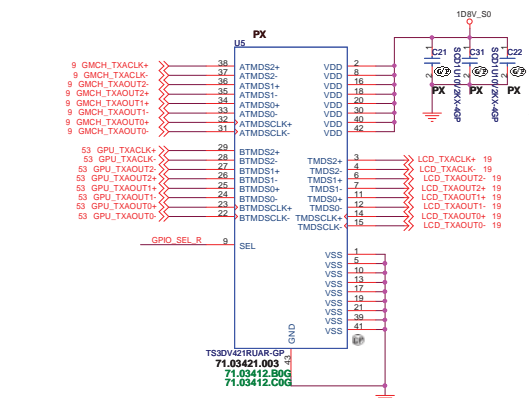 1D8V_S0
PX
U5
C21
C31
C22
SCD1U10V2KX-4GP
SCD1U10V2KX-4GP
PX
PX
9 GMCH_TXACLK+ 38 ATMDS2+ VDD 2
9 GMCH_TXACLK- 37 ATMDS2- VDD 8
9 GMCH_TXAOUT2- 36 ATMDS1+ VDD 16
9 GMCH_TXAOUT2+ 35 ATMDS1- VDD 18
9 GMCH_TXAOUT1+ 34 ATMDS0+ VDD 20
9 GMCH_TXAOUT1- 33 ATMDS0- VDD 30
9 GMCH_TXAOUT0+ 32 ATMDSCLK+ VDD 40
9 GMCH_TXAOUT0- 31 ATMDSCLK- VDD 42
53 GPU_TXACLK+ 29 BTMDS2+
53 GPU_TXACLK- 28 BTMDS2- TMDS2+ 3 LCD_TXACLK+ 19
53 GPU_TXAOUT2- 27 BTMDS1+ TMDS2- 4 LCD_TXACLK- 19
53 GPU_TXAOUT2+ 26 BTMDS1- TMDS1+ 6 LCD_TXAOUT2- 19
53 GPU_TXAOUT1+ 25 BTMDS0+ TMDS1- 7 LCD_TXAOUT2+ 19
53 GPU_TXAOUT1- 24 BTMDS0- TMDS0+ 11 LCD_TXAOUT1+ 19
53 GPU_TXAOUT0+ 23 BTMDSCLK+ TMDS0- 12 LCD_TXAOUT1- 19
53 GPU_TXAOUT0- 22 BTMDSCLK- TMDSCLK+ 14 LCD_TXAOUT0+ 19
TMDSCLK- 15 LCD_TXAOUT0- 19
GPIO_SEL_R 9 SEL
VSS 1
VSS 5
VSS 10
VSS 13
VSS 17
VSS 19
VSS 21
VSS 39
VSS 41
GND
43
TS3DV421RUAR-GP
71.03421.003
71.03412.B0G
71.03412.C0G